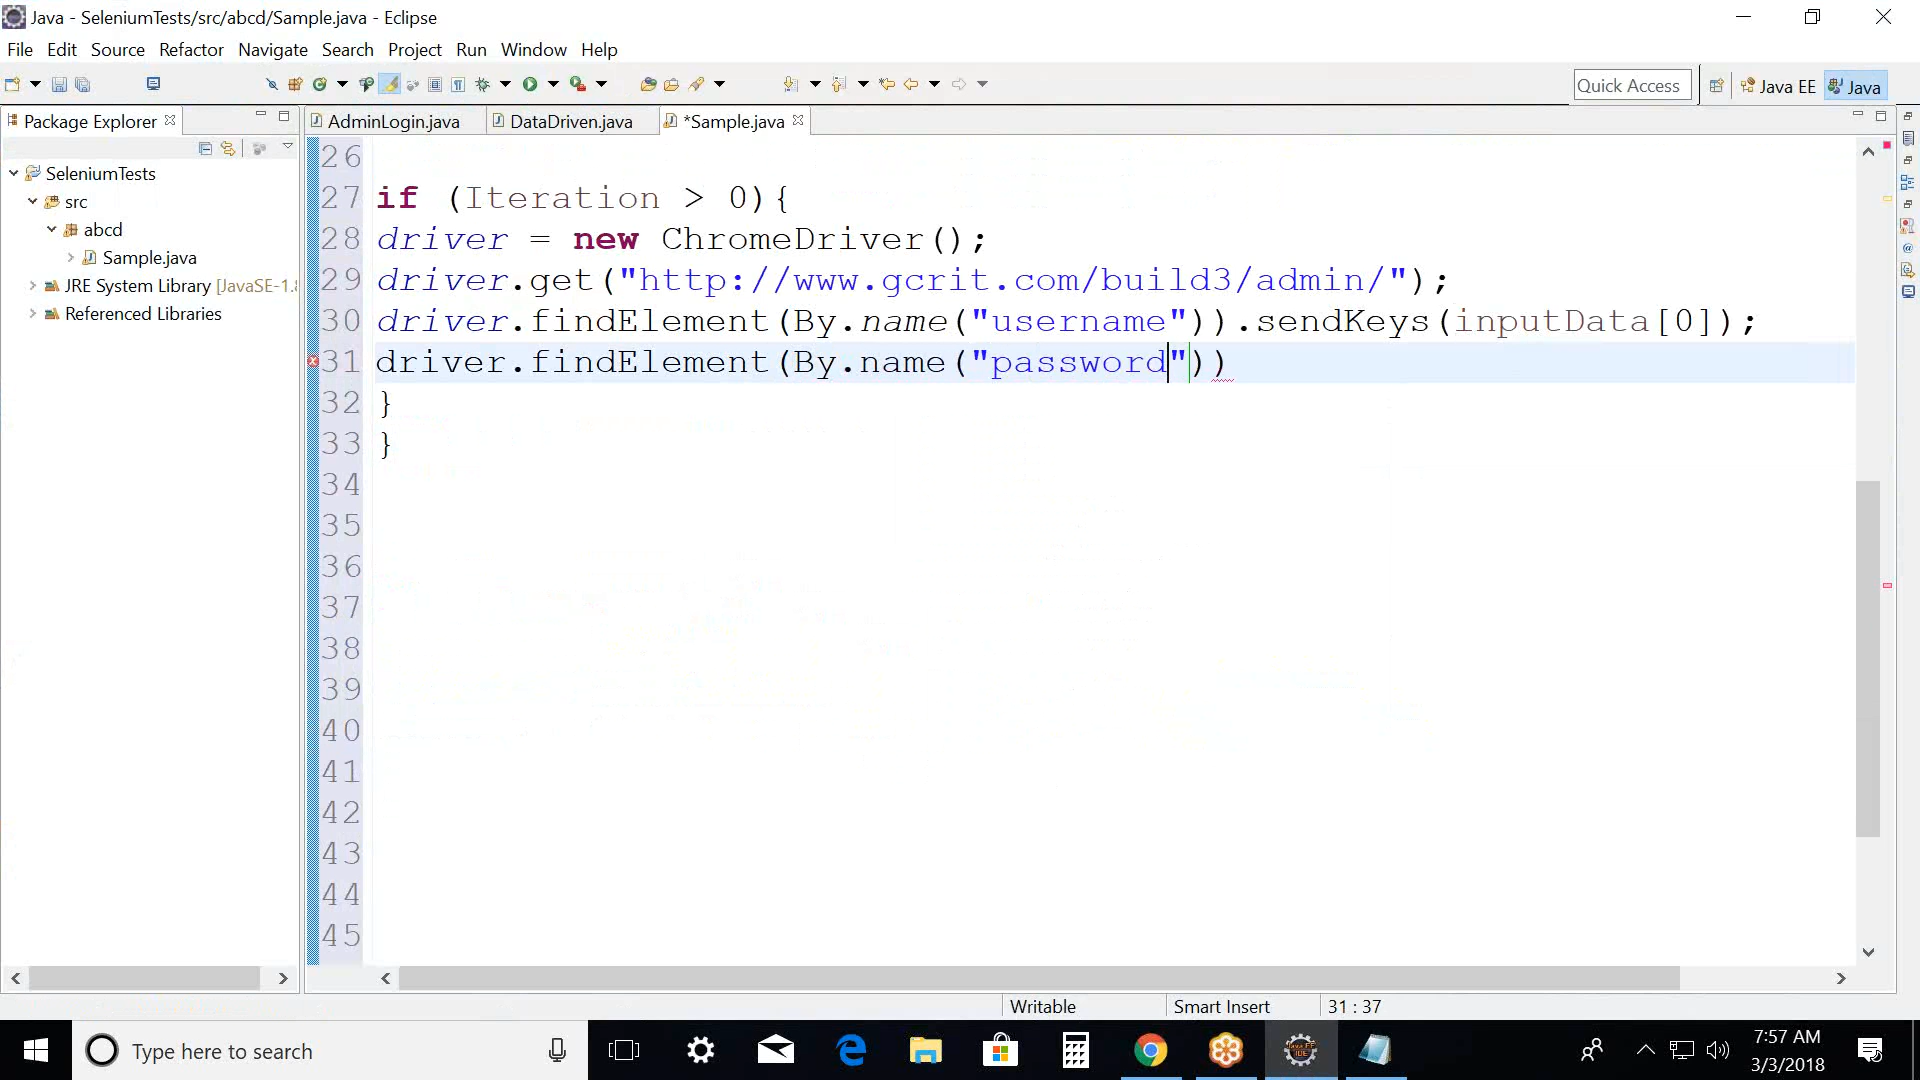 Java - SeleniumTests/src/abcd/Sample.java - Eclipse
File Edit Source Refactor Navigate Search Project Run Window Help
Quick Access
Java EE
Java
Package Explorer
AdminLogin.java
DataDriven.java
*Sample.java
SeleniumTests
src
abcd
Sample.java
JRE System Library [JavaSE-1.8
Referenced Libraries
26
27 if (Iteration > 0){
28 driver = new ChromeDriver();
29 driver.get("http://www.gcrit.com/build3/admin/");
30 driver.findElement(By.name("username")).sendKeys(inputData[0]);
31 driver.findElement(By.name("password"))
32 }
33 }
34
35
36
37
38
39
40
41
42
43
44
45
Writable
Smart Insert
31 : 37
Type here to search
7:57 AM
3/3/2018